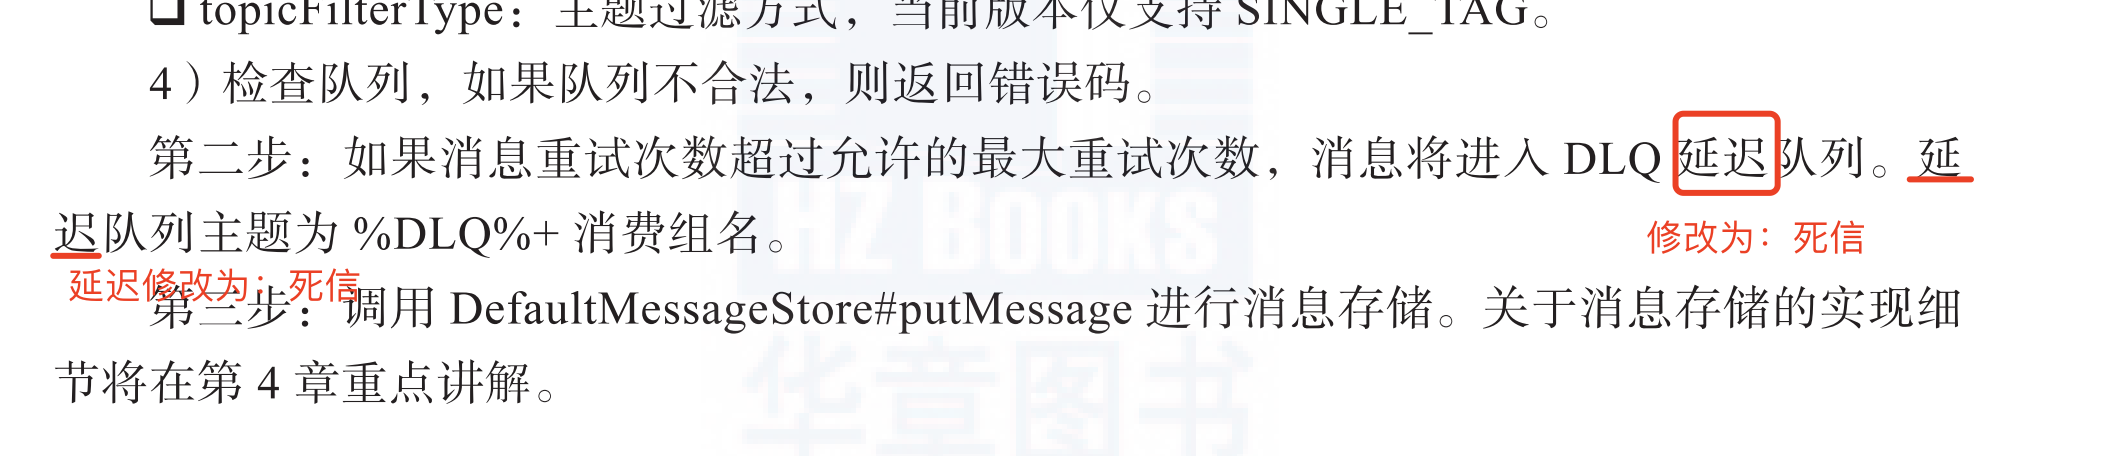 ❑ topicFilterType：主题过滤方式，当前版本仅支持 SINGLE_TAG。
4）检查队列，如果队列不合法，则返回错误码。
第二步：如果消息重试次数超过允许的最大重试次数，消息将进入 DLQ 延迟队列。延
迟队列主题为 %DLQ%+ 消费组名。
修改为：死信
延迟修改为：死信
第三步：调用 DefaultMessageStore#putMessage 进行消息存储。关于消息存储的实现细
节将在第 4 章重点讲解。
HZ BOOKS
华章图书